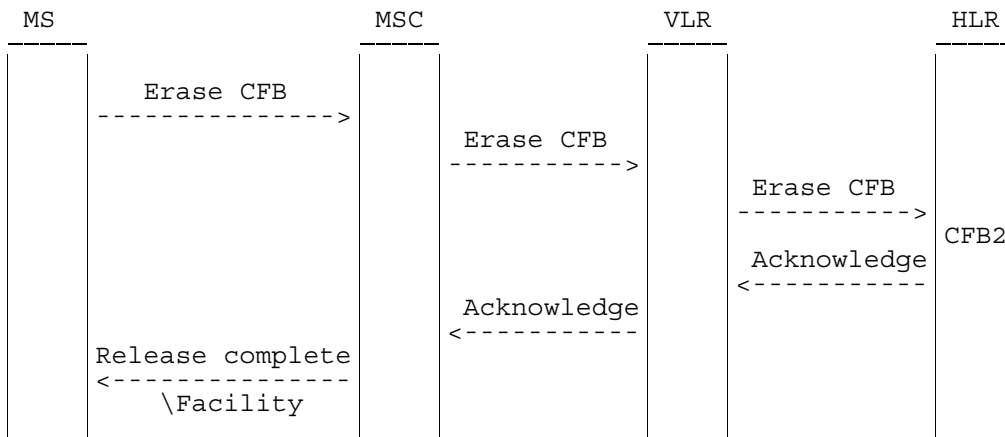 MS MSC VLR HLR
Erase CFB
Erase CFB
Erase CFB
CFB2
Acknowledge
Acknowledge
Release complete
\Facility